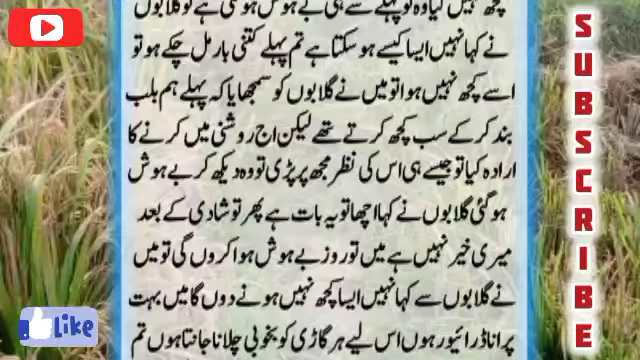 کچھ نہیں کیا وہ تو پہلے سے ہی بے ہوش ہو گئی ہے تو گلابوں
نے کہا نہیں ایسا کیسے ہو سکتا ہے تم پہلے کتنی بار مل چکے ہو تو
اسے کچھ نہیں ہوا تو میں نے گلابوں کو سمجھایا کہ پہلے ہم بلب
بند کر کے سب کچھ کرتے تھے لیکن اج روشنی میں کرنے کا
ارادہ کیا تو جیسے ہی اس کی نظر مجھ پر پڑی تو وہ دیکھ کر بے ہوش
ہو گئی گلابوں نے کہا اچھا تو یہ بات ہے پھر تو شادی کے بعد
میری خیر نہیں ہے میں تو روز بے ہوش ہوا کروں گی تو میں
نے گلابوں سے کہا نہیں ایسا کچھ نہیں ہونے دوں گا میں بہت
پرانا ڈرائیور ہوں اس لیے ہر گاڑی کو بخوبی چلانا جانتا ہوں تم
SUBSCRIBE
Like